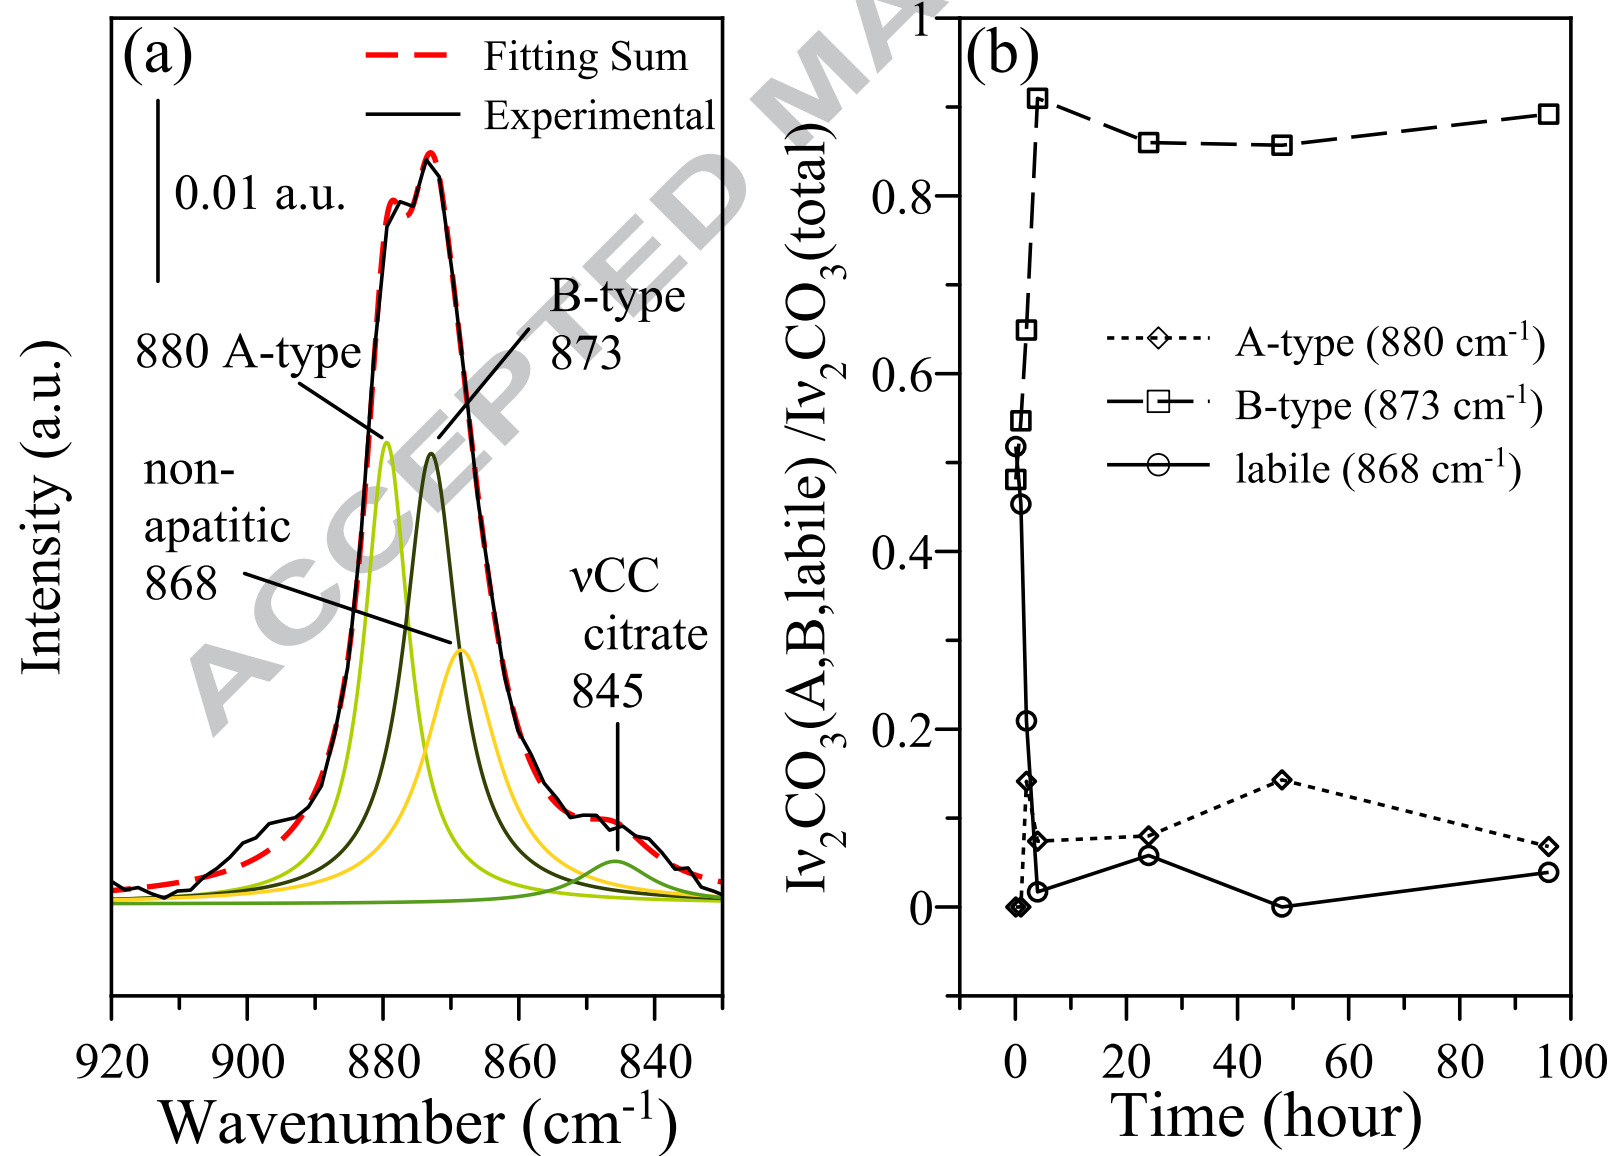 (a)
Fitting Sum
Experimental
0.01 a.u.
B-type
873
880 A-type
non-
apatitic
868
νCC
citrate
845
Intensity (a.u.)
920 900 880 860 840
Wavenumber (cm⁻¹)
ACCEPTED MA
(b)
1
0.8
0.6
0.4
0.2
0
Iν₂CO₃(A,B,labile) /Iν₂CO₃(total)
A-type (880 cm⁻¹)
B-type (873 cm⁻¹)
labile (868 cm⁻¹)
0 20 40 60 80 100
Time (hour)